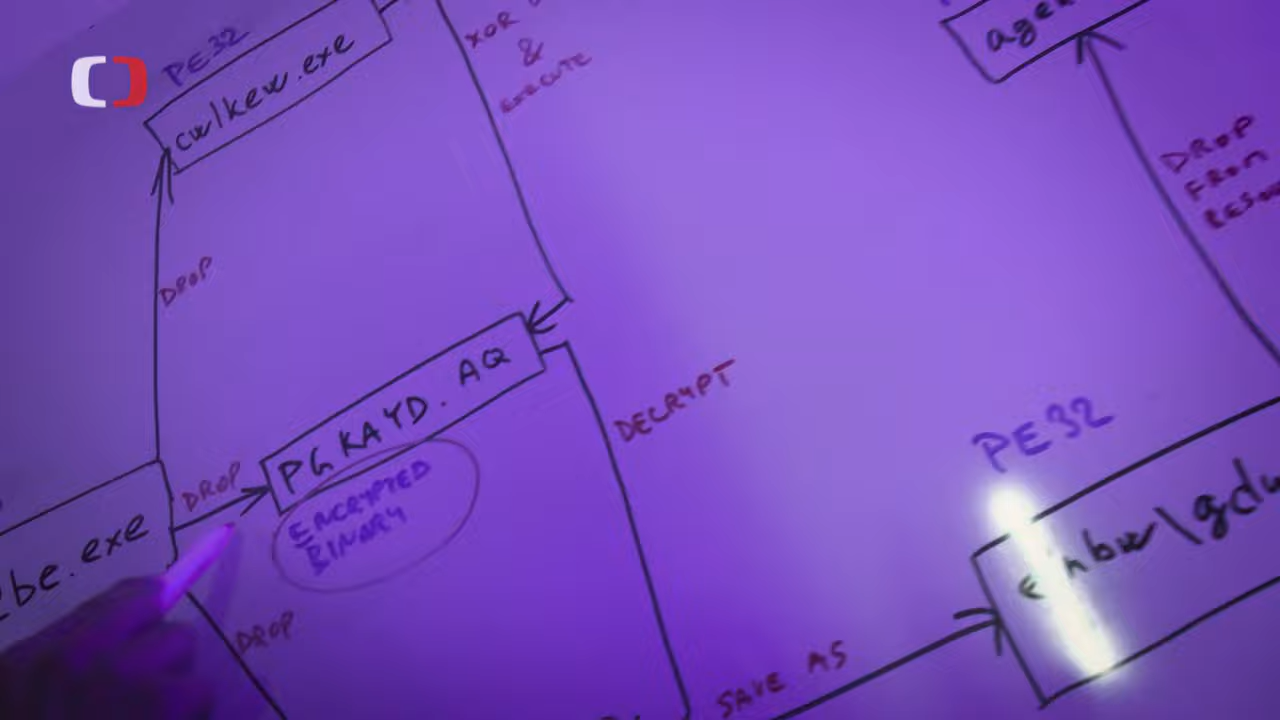 PE32
cwlkew.exe
XOR
&
EXECUTE
DROP
DROP
FROM
PGKAYD.AQ
DECRYPT
DROP
ENCRYPTED
BINARY
be.exe
DROP
PE32
SAVE AS